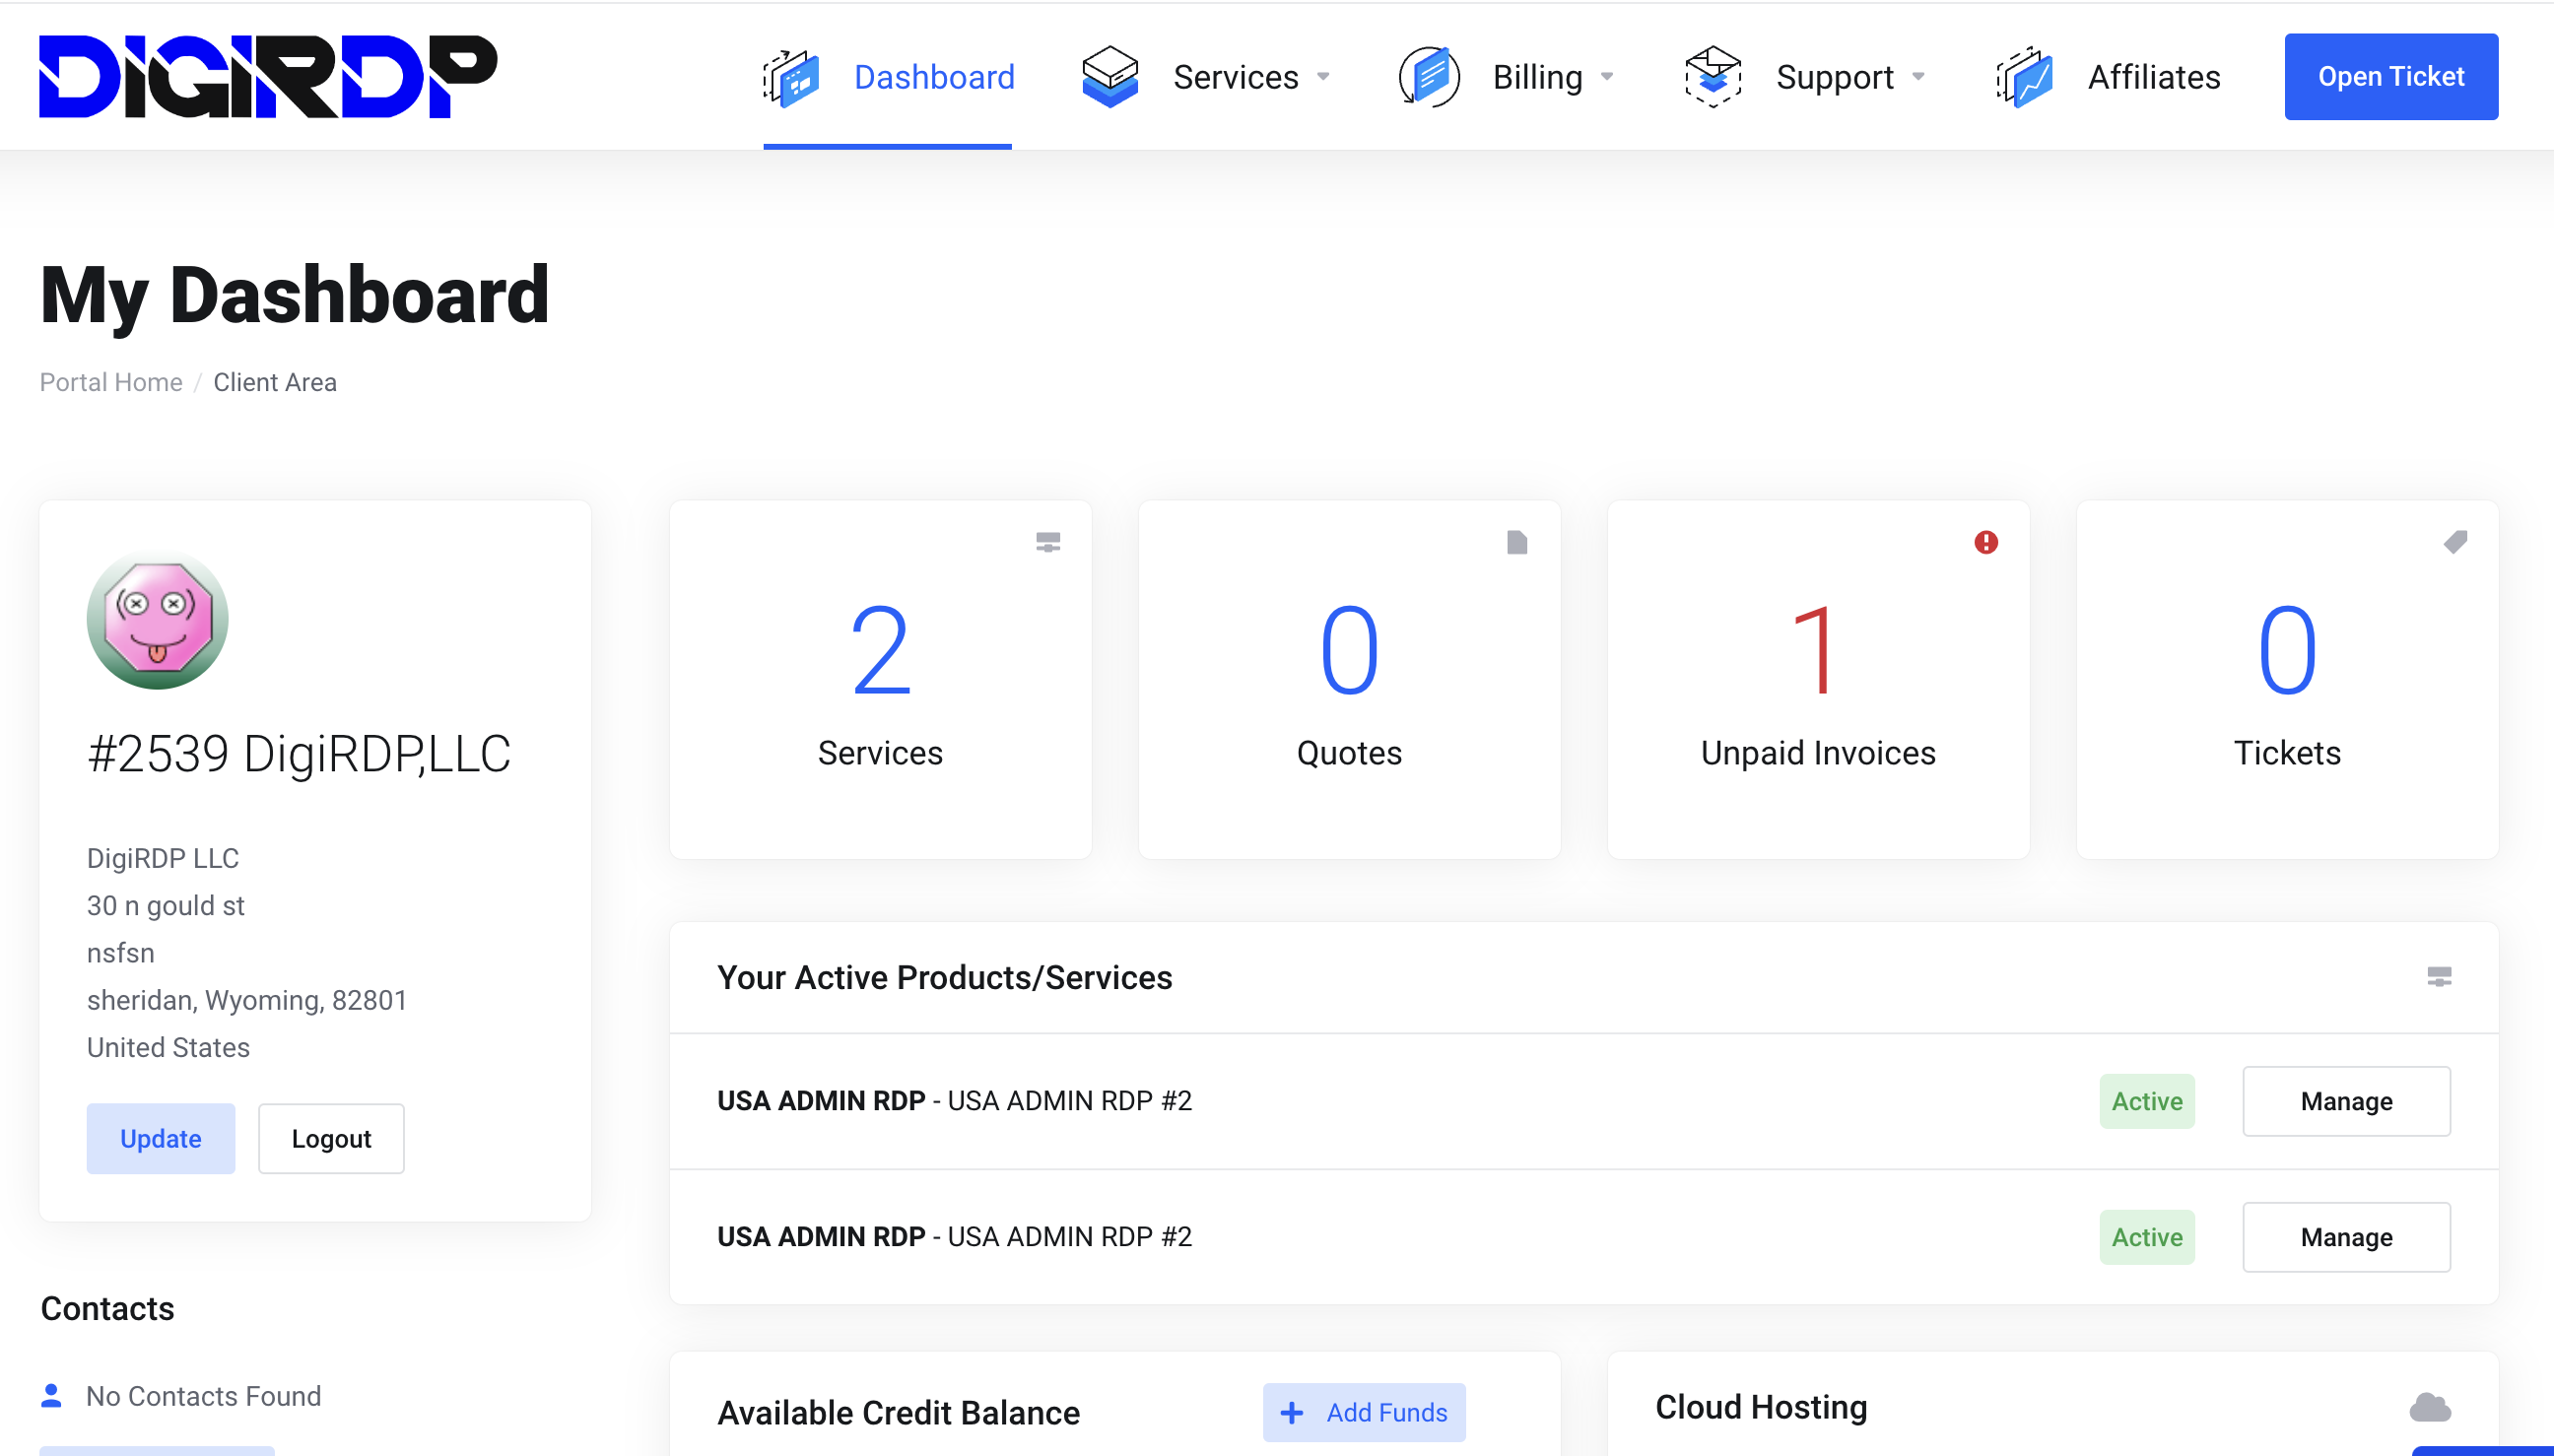 DiGiRDP
Dashboard
Services
Billing
Support
Affiliates
Open Ticket
My Dashboard
Portal Home / Client Area
#2539 DigiRDP,LLC
DigiRDP LLC
30 n gould st
nsfsn
sheridan, Wyoming, 82801
United States
Update
Logout
Contacts
No Contacts Found
2
Services
0
Quotes
1
Unpaid Invoices
0
Tickets
Your Active Products/Services
USA ADMIN RDP - USA ADMIN RDP #2
Active
Manage
USA ADMIN RDP - USA ADMIN RDP #2
Active
Manage
Available Credit Balance
+ Add Funds
Cloud Hosting